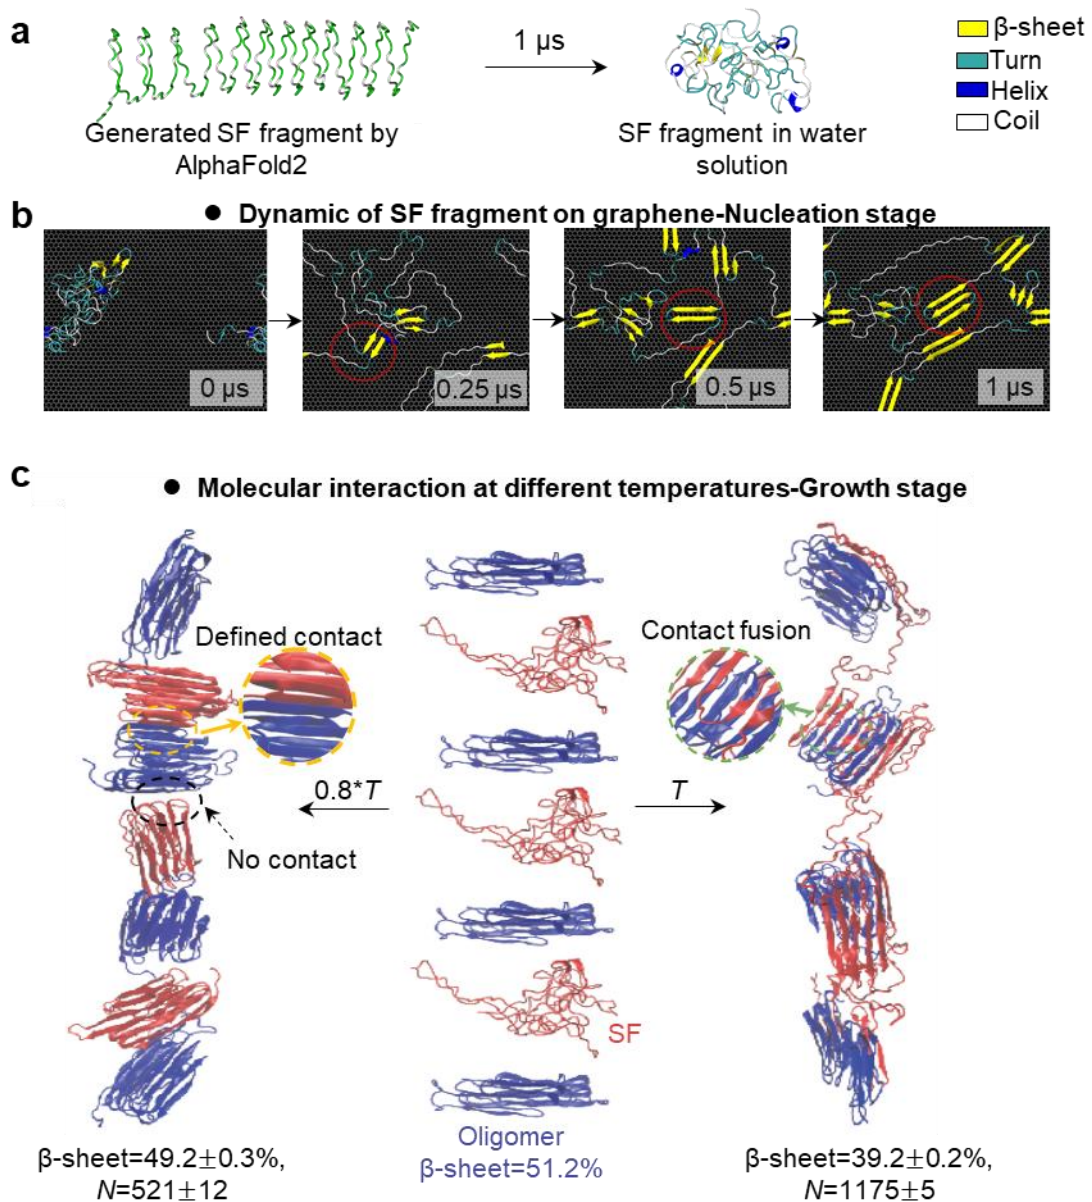 a
1 μs
Generated SF fragment by
AlphaFold2
SF fragment in water
solution
β-sheet
Turn
Helix
Coil
b
● Dynamic of SF fragment on graphene-Nucleation stage
0 μs
0.25 μs
0.5 μs
1 μs
c
● Molecular interaction at different temperatures-Growth stage
Defined contact
No contact
0.8*T
T
Contact fusion
SF
Oligomer
β-sheet=51.2%
β-sheet=49.2±0.3%,
N=521±12
β-sheet=39.2±0.2%,
N=1175±5